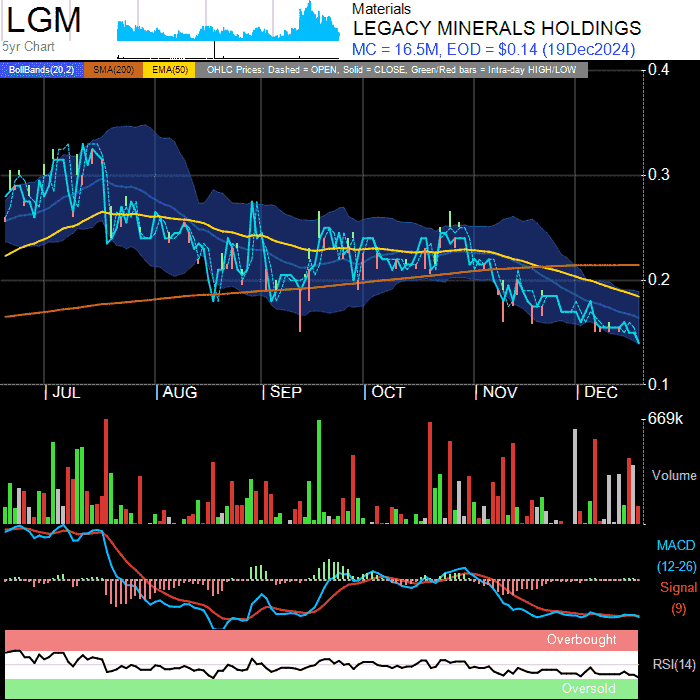 LGM
5yr Chart
Materials
LEGACY MINERALS HOLDINGS
MC = 16.5M, EOD = $0.14 (19Dec2024)
BollBands(20,2) SMA(200) EMA(50) OHLC Prices: Dashed = OPEN, Solid = CLOSE, Green/Red bars = Intra-day HIGH/LOW
0.4
0.3
0.2
0.1
| JUL | AUG | SEP | OCT | NOV | DEC
669k
Volume
MACD
(12-26)
Signal
(9)
Overbought
RSI(14)
Oversold